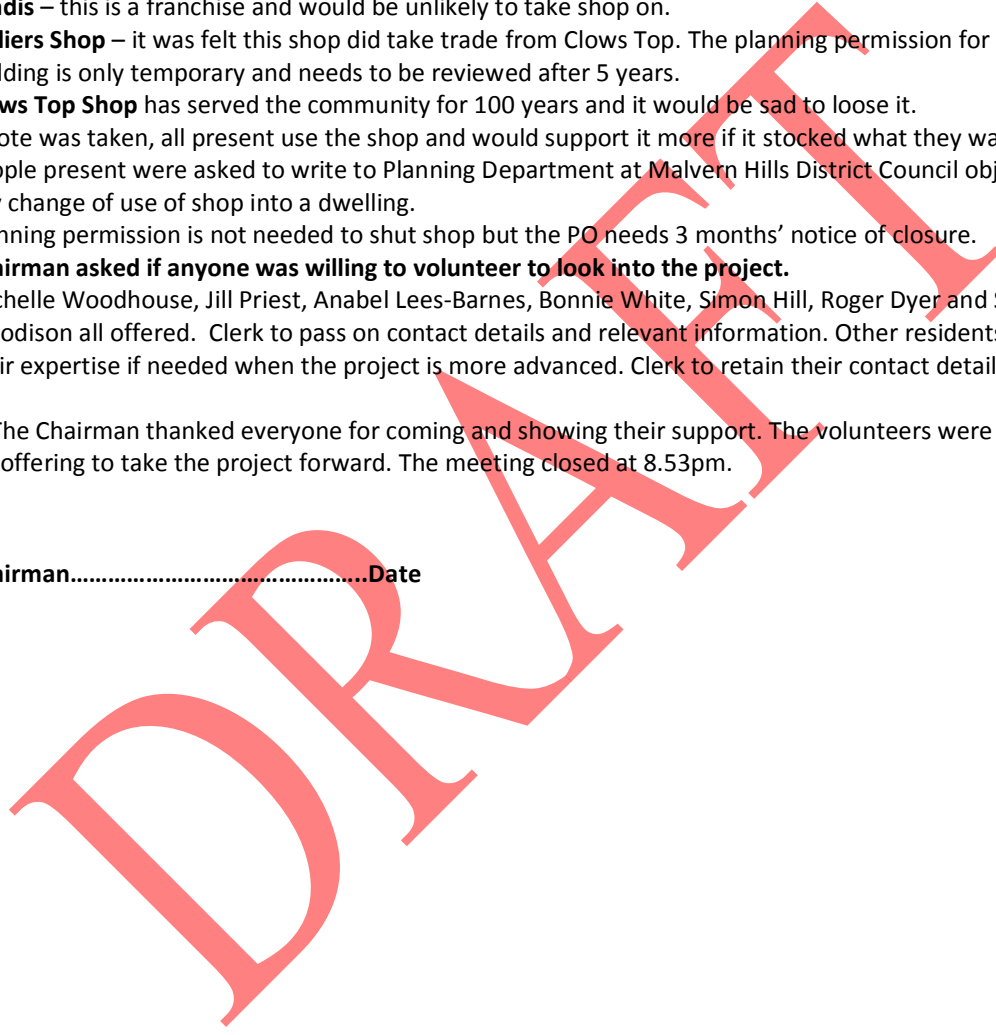 dis – this is a franchise and would be unlikely to take shop on.
liers Shop – it was felt this shop did take trade from Clows Top. The planning permission for
lding is only temporary and needs to be reviewed after 5 years.
ws Top Shop has served the community for 100 years and it would be sad to loose it.
ote was taken, all present use the shop and would support it more if it stocked what they wa
ple present were asked to write to Planning Department at Malvern Hills District Council obj
change of use of shop into a dwelling.
nning permission is not needed to shut shop but the PO needs 3 months’ notice of closure.
airman asked if anyone was willing to volunteer to look into the project.
chelle Woodhouse, Jill Priest, Anabel Lees-Barnes, Bonnie White, Simon Hill, Roger Dyer and S
odison all offered. Clerk to pass on contact details and relevant information. Other residents
ir expertise if needed when the project is more advanced. Clerk to retain their contact detail
The Chairman thanked everyone for coming and showing their support. The volunteers were
offering to take the project forward. The meeting closed at 8.53pm.
airman…………………………………………..Date
DRAFT